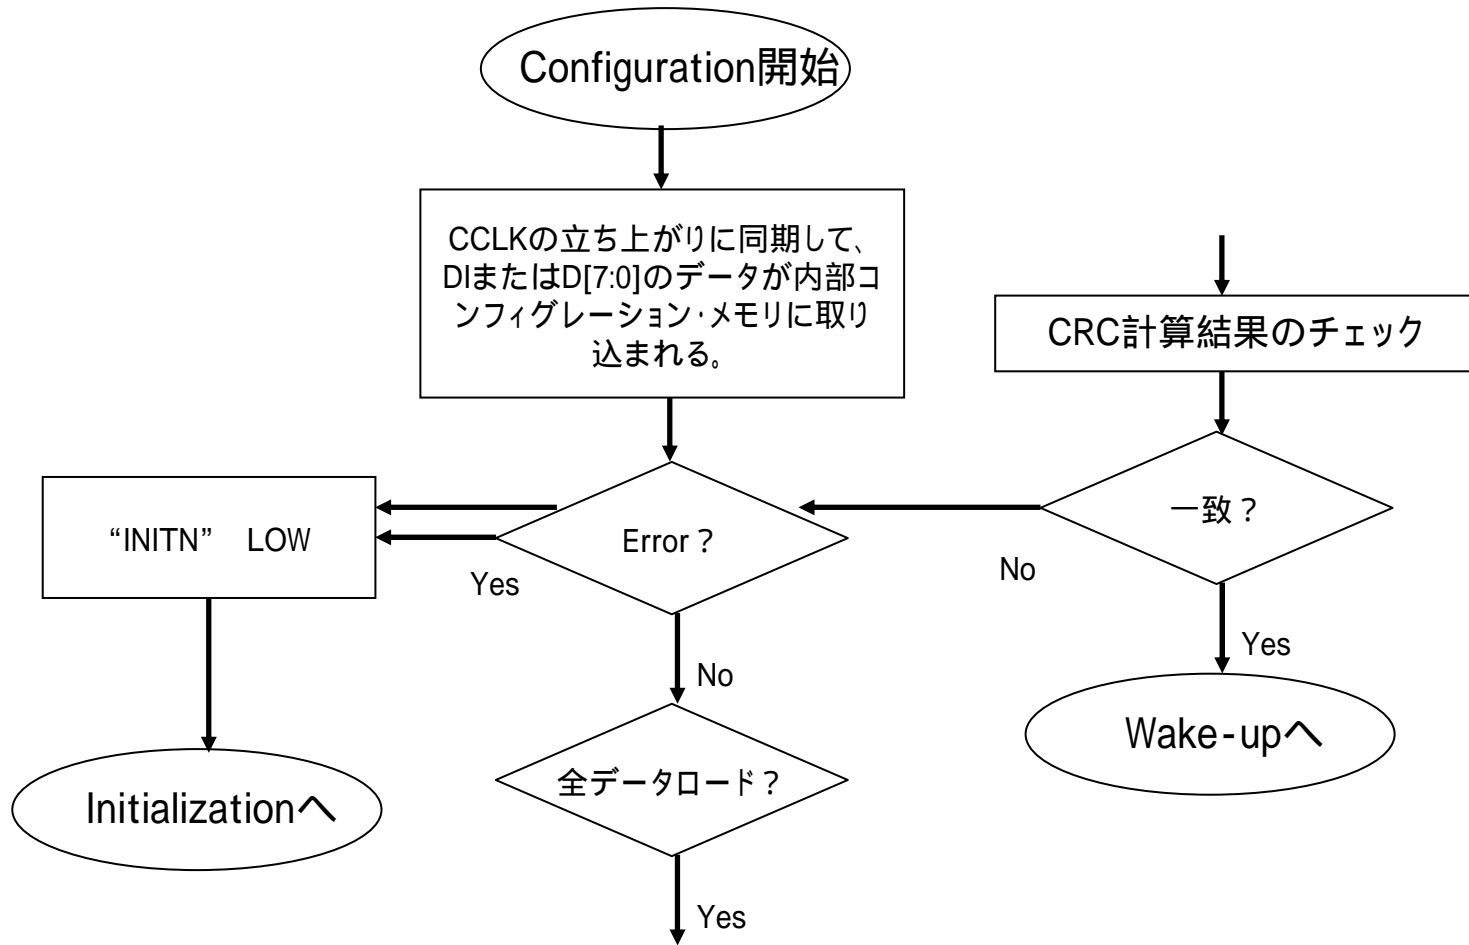 Configuration開始
CCLKの立ち上がりに同期して、
DIまたはD[7:0]のデータが内部コ
ンフィグレーション・メモリに取り
込まれる。
CRC計算結果のチェック
一致？
“INITN” LOW
Error？
Yes
No
No
Yes
Wake-upへ
全データロード？
Initializationへ
Yes